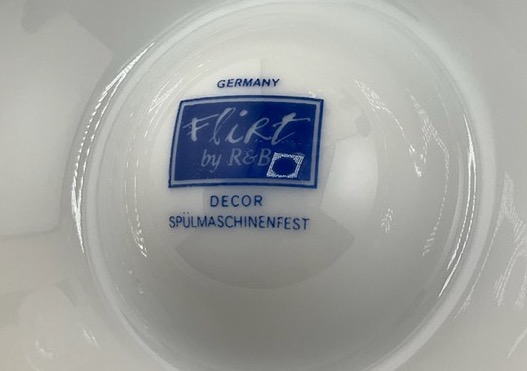 GERMANY
Flirt
by R&B
DECOR
SPÜLMASCHINENFEST